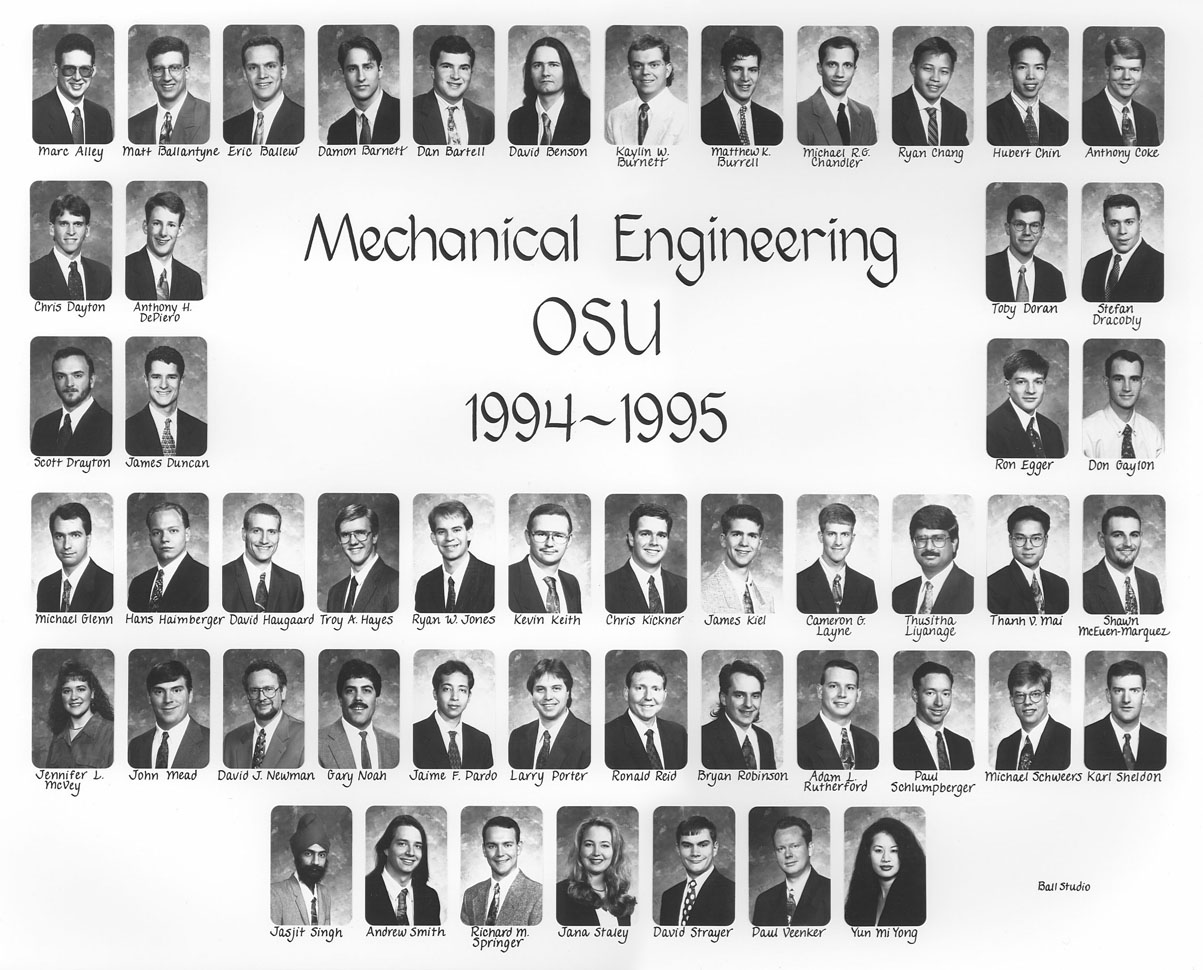 Marc Alley
Matt Ballantyne
Eric Ballew
Damon Barnett
Dan Bartell
David Benson
Kaylin W.
Burnett
Matthew K.
Burrell
Michael R.G.
Chandler
Ryan Chang
Hubert Chin
Anthony Coke
Mechanical Engineering
OSU
1994~1995
Chris Dayton
Anthony H.
DePiero
Toby Doran
Stefan
Dracobly
Scott Drayton
James Duncan
Ron Egger
Don Gaylon
Michael Glenn
Hans Haimberger
David Haugaard
Troy A. Hayes
Ryan W. Jones
Kevin Keith
Chris Kickner
James Kiel
Cameron G.
Layne
Thusitha
Liyanage
Thanh V. Mai
Shawn
McEuen-Marquez
Jennifer L.
McVey
John Mead
David J. Newman
Gary Noah
Jaime F. Pardo
Larry Porter
Ronald Reid
Bryan Robinson
Adam L.
Rutherford
Paul
Schlumpberger
Michael Schweers
Karl Sheldon
Jasjit Singh
Andrew Smith
Richard M.
Springer
Jana Staley
David Strayer
Paul Veenker
Yun Mi Yong
Ball Studio